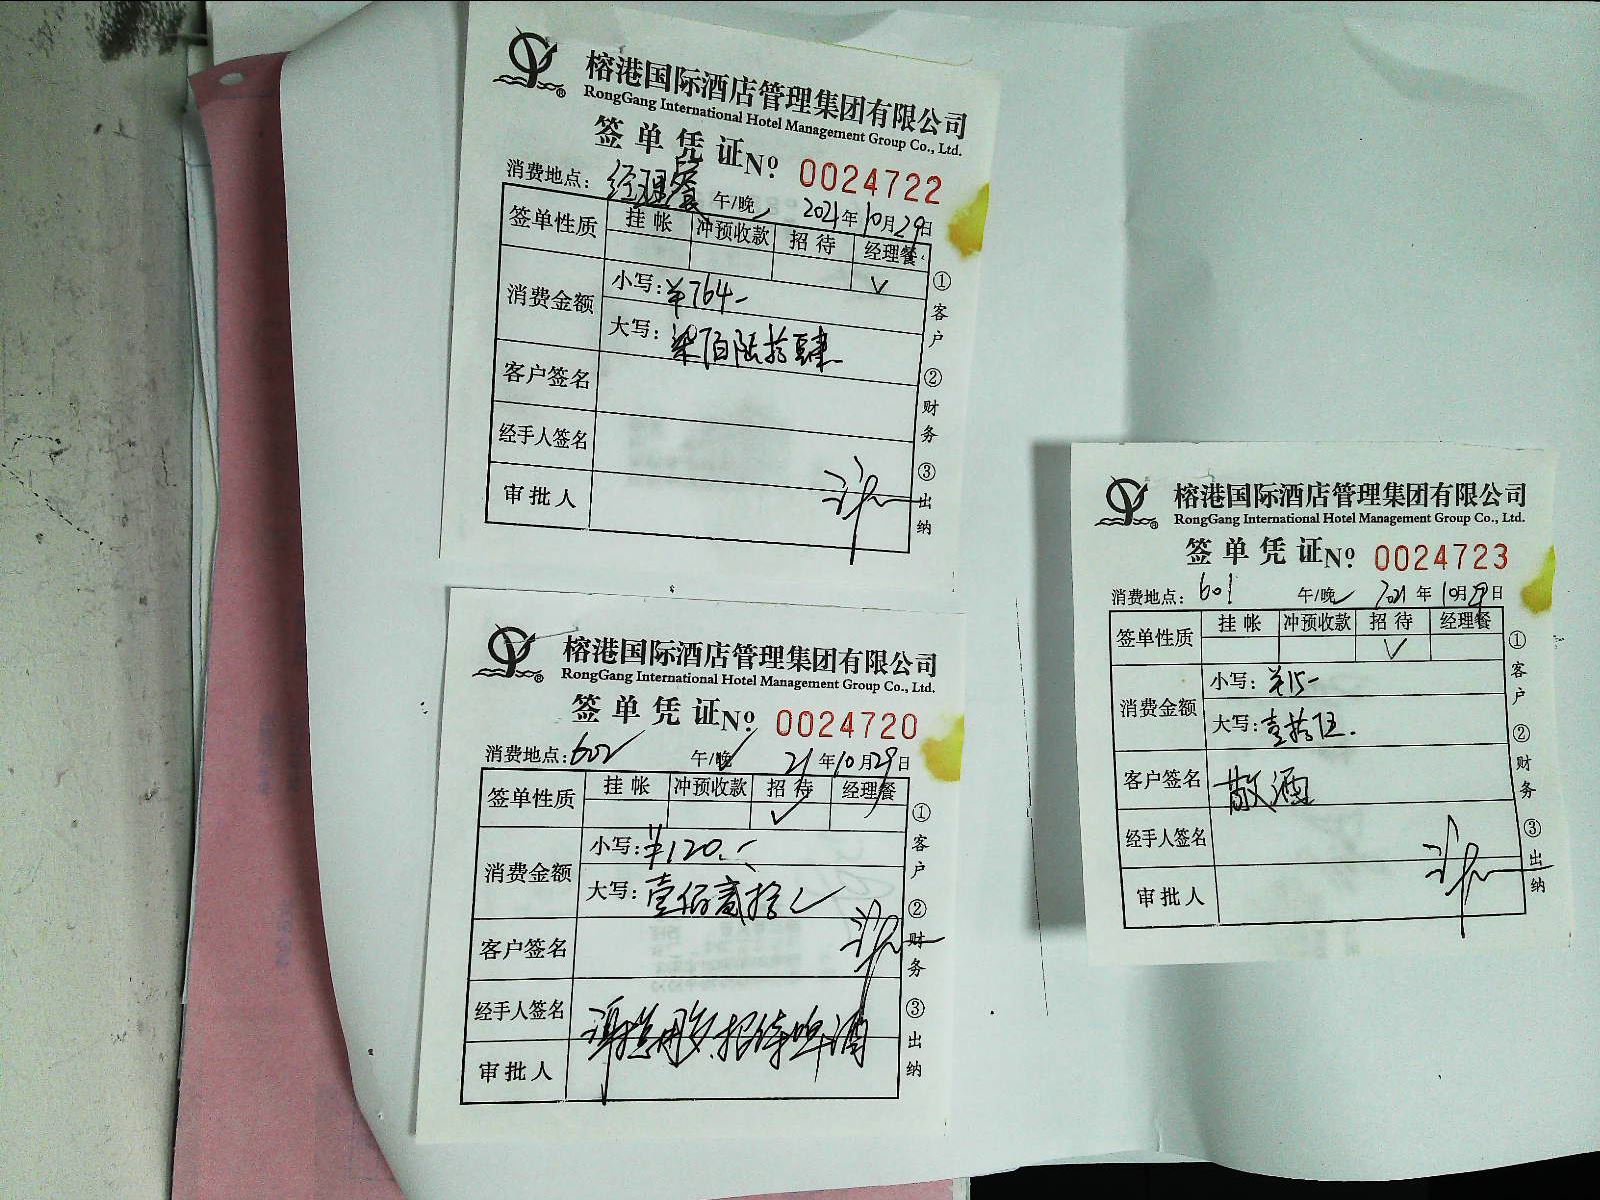 榕港国际酒店管理集团有限公司
RongGang International Hotel Management Group Co., Ltd.
签单凭证 № 0024722
消费地点: 经理餐 午/晚 2021年10月29日
签单性质 挂帐 冲预收款 招待 经理餐
✓
消费金额 小写: ¥764-
大写: 柒佰陆拾肆
客户签名
经手人签名
审批人
① 客户 ② 财务 ③ 出纳
榕港国际酒店管理集团有限公司
RongGang International Hotel Management Group Co., Ltd.
签单凭证 № 0024720
消费地点: 602 午/晚 21年10月29日
签单性质 挂帐 冲预收款 招待 经理餐
✓
消费金额 小写: ¥120.
大写: 壹佰贰拾
客户签名
经手人签名 招待啤酒
审批人
① 客户 ② 财务 ③ 出纳
榕港国际酒店管理集团有限公司
RongGang International Hotel Management Group Co., Ltd.
签单凭证 № 0024723
消费地点: 601 午/晚 2021年10月29日
签单性质 挂帐 冲预收款 招待 经理餐
✓
消费金额 小写: ¥15-
大写: 壹拾伍.
客户签名 敬酒
经手人签名
审批人
① 客户 ② 财务 ③ 出纳